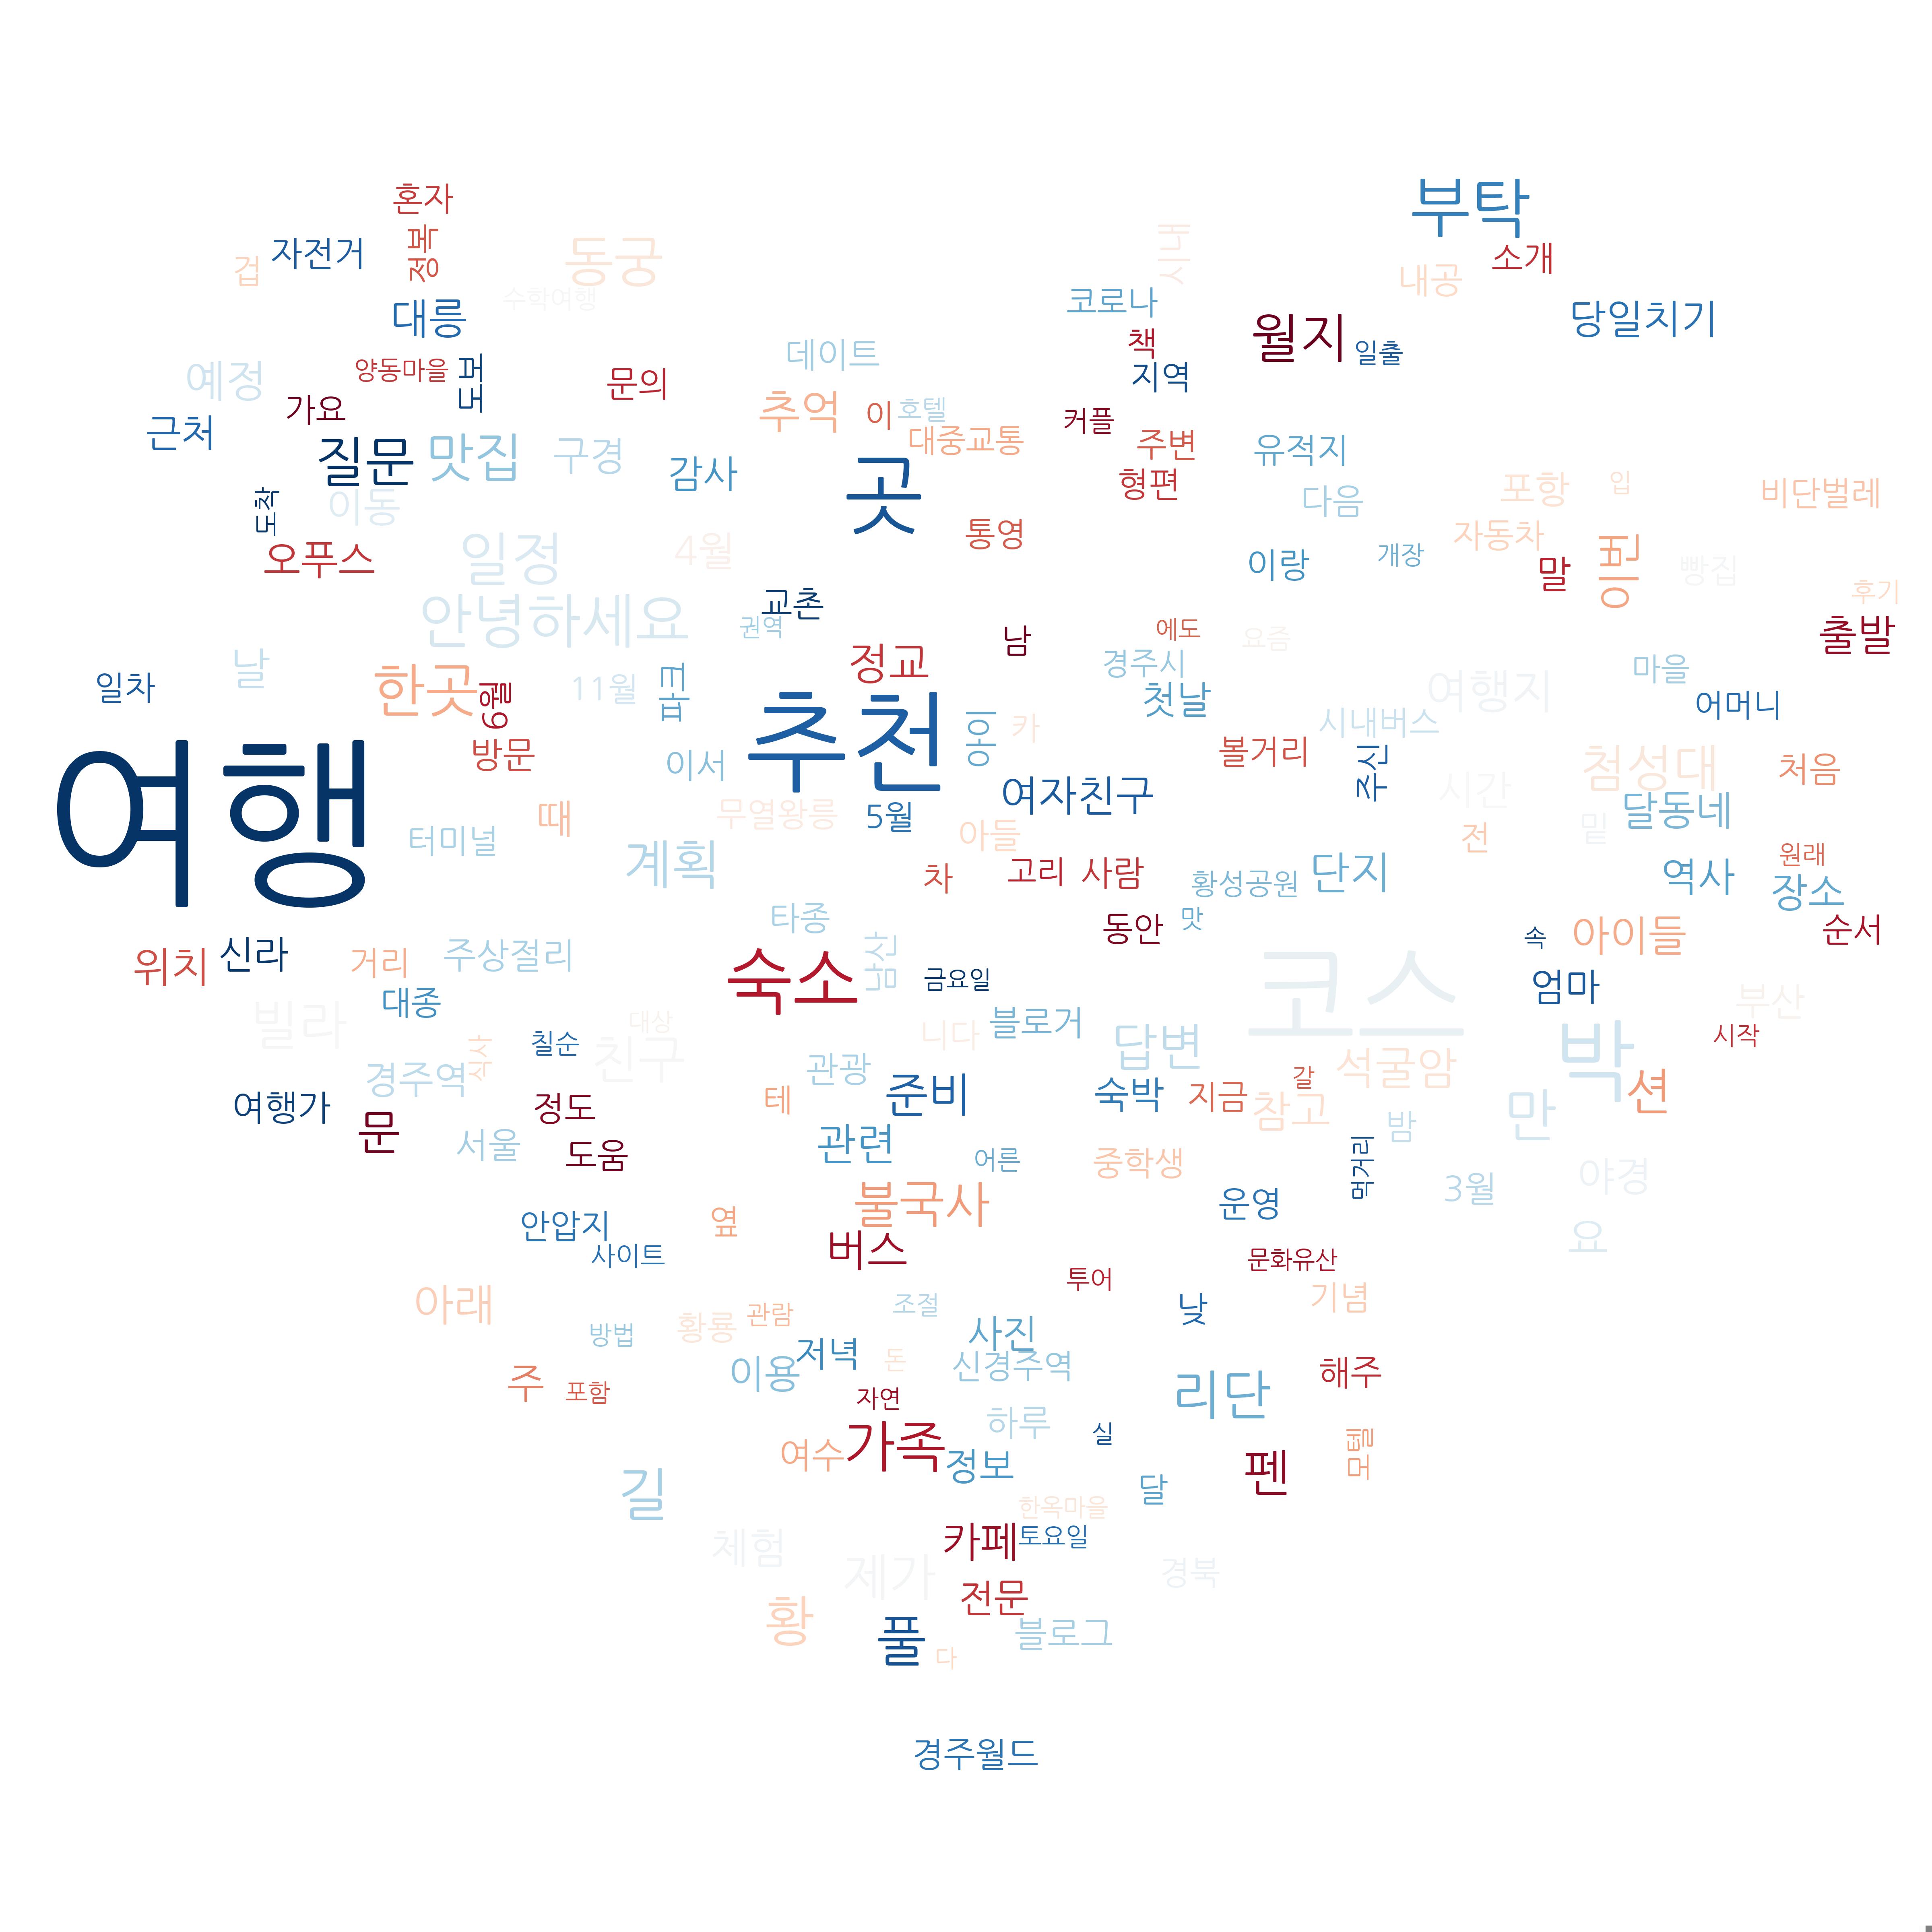 혼자
부탁
자전거
정복
동궁
시내
소개
겁
수학여행
내공
대릉
코로나
월지
당일치기
예정
양동마을
내버
문의
데이트
책
일출
지역
가요
추억
이
호텔
커플
근처
질문
맛집
구경
감사
대중교통
주변
유적지
곳
형편
도착
이동
다음
포항
입
비단벌레
오푸스
일정
4월
통영
이랑
개장
자동차
말
이번
빵집
후기
안녕하세요
교촌
권역
남
에도
요즘
출발
일차
날
한곳
6월
11월
파크
정교
경주시
여행지
마을
여행
추천
웅이
카
첫날
시내버스
어머니
방문
이서
볼거리
주신
첨성대
처음
터미널
때
무열왕릉
5월
여자친구
아들
시간
전
밑
달동네
계획
차
고리
사람
황성공원
단지
역사
원래
장소
타종
동안
맛
속
아이들
순서
위치
신라
거리
주상절리
숙소
남산
금요일
코스
엄마
부산
빌라
대종
대상
칠순
친구
니다
블로거
답변
박
시작
경주역
식사
관광
준비
숙박
지금
갈
석굴암
션
여행가
문
정도
테
참고
밤
만
서울
도움
관련
어른
중학생
먹거리
3월
야경
안압지
옆
불국사
운영
요
사이트
버스
투어
문화유산
아래
방법
황룡
관람
조절
낮
기념
사진
저녁
이용
돈
신경주역
해주
주
포함
자연
리단
가족
하루
실
여수
정보
모텔
펜
길
달
한옥마을
체험
카페
토요일
제가
경북
전문
황
풀
다
블로그
경주월드